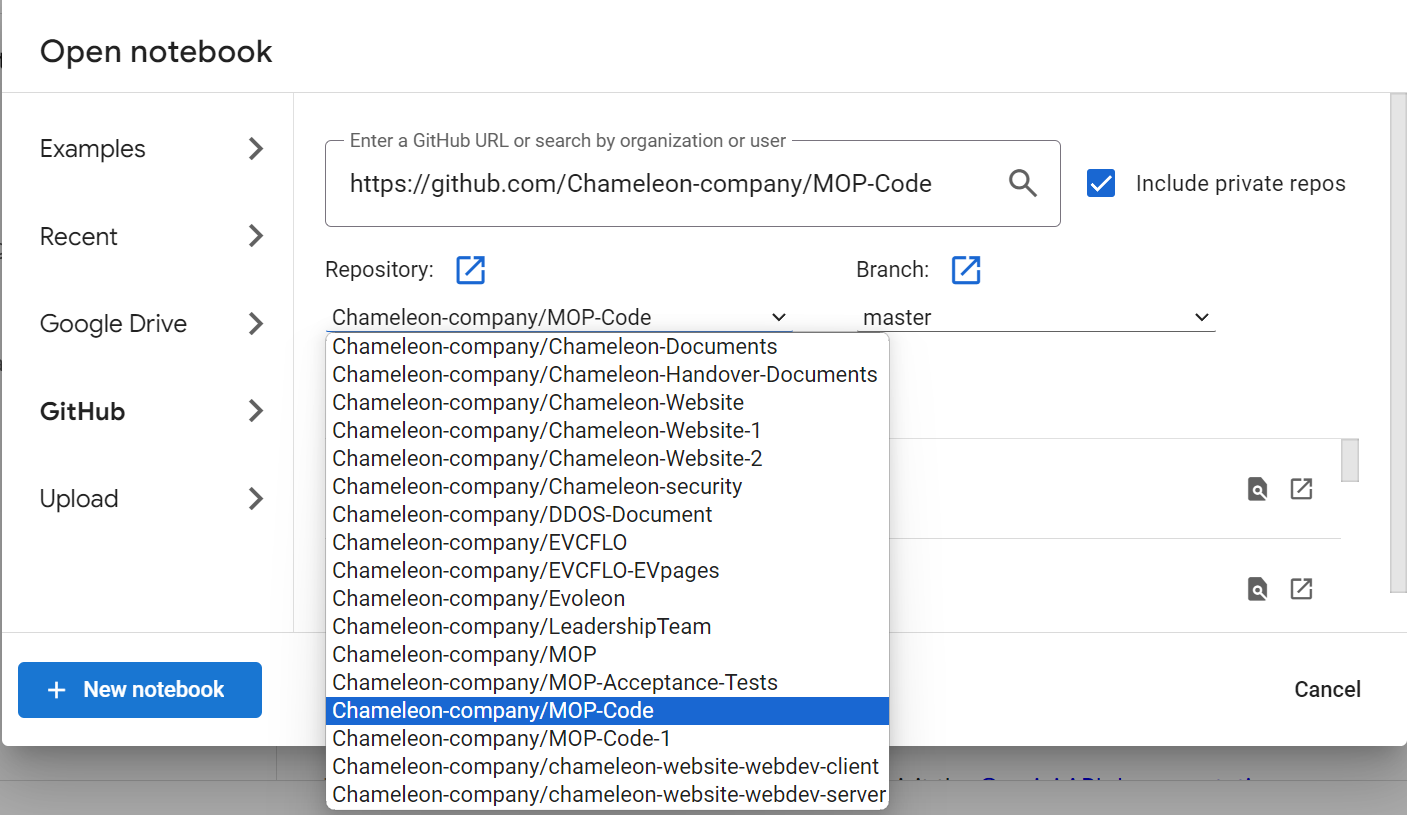 Open notebook
Examples
Recent
Google Drive
GitHub
Upload
+ New notebook
Enter a GitHub URL or search by organization or user
https://github.com/Chameleon-company/MOP-Code
Include private repos
Repository:
Branch:
Chameleon-company/MOP-Code
master
Chameleon-company/Chameleon-Documents
Chameleon-company/Chameleon-Handover-Documents
Chameleon-company/Chameleon-Website
Chameleon-company/Chameleon-Website-1
Chameleon-company/Chameleon-Website-2
Chameleon-company/Chameleon-security
Chameleon-company/DDOS-Document
Chameleon-company/EVCFLO
Chameleon-company/EVCFLO-EVpages
Chameleon-company/Evoleon
Chameleon-company/LeadershipTeam
Chameleon-company/MOP
Chameleon-company/MOP-Acceptance-Tests
Chameleon-company/MOP-Code
Chameleon-company/MOP-Code-1
Chameleon-company/chameleon-website-webdev-client
Chameleon-company/chameleon-website-webdev-server
Cancel